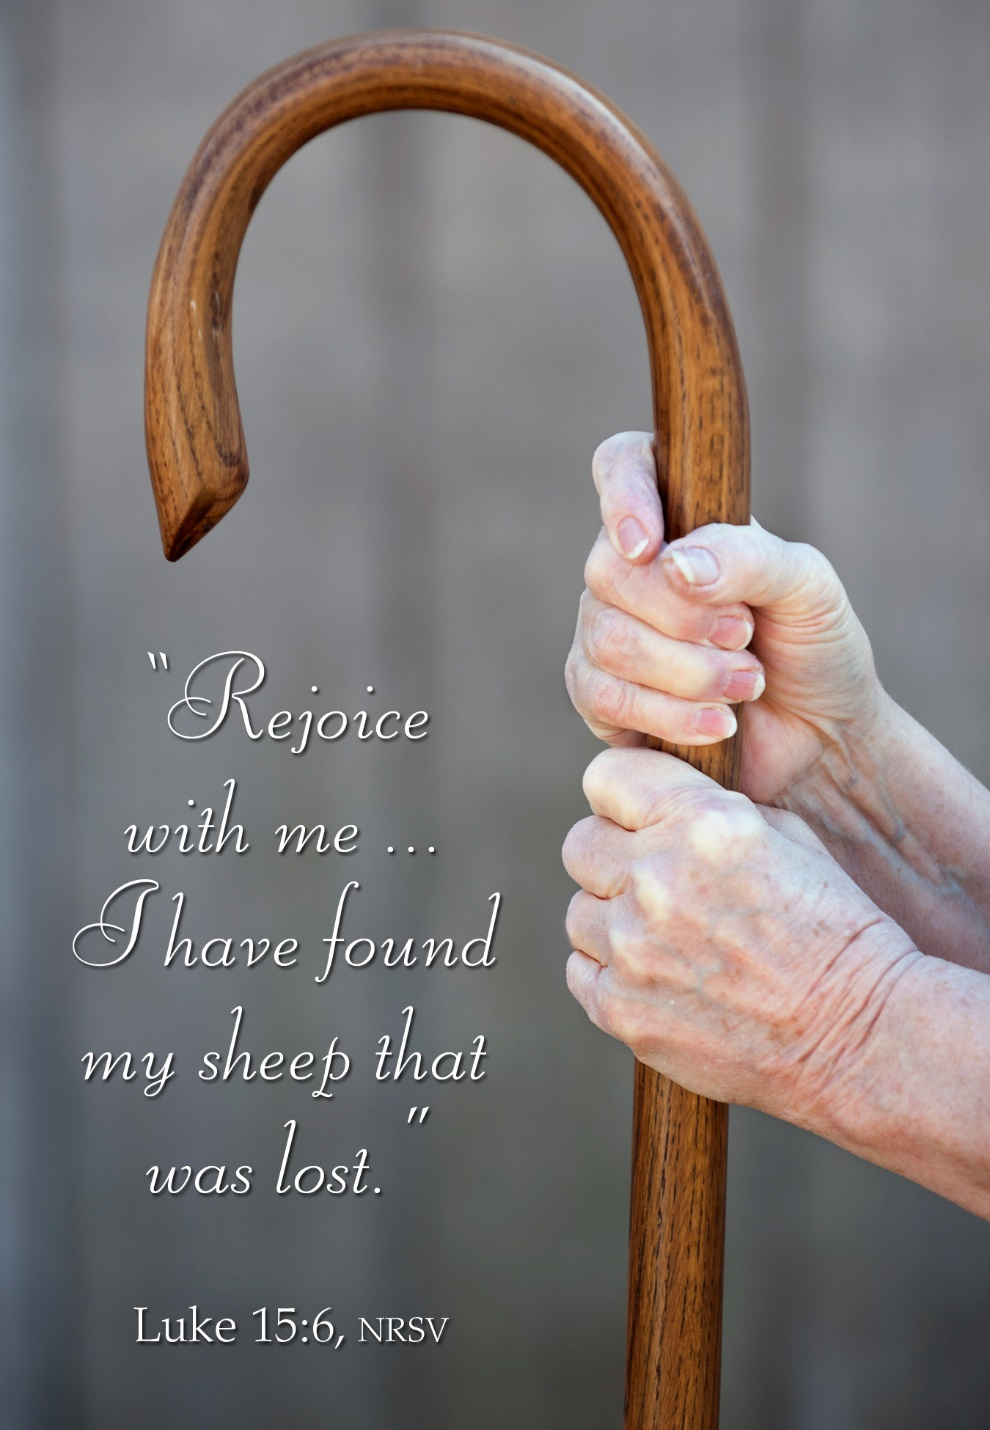 “Rejoice
with me ...
I have found
my sheep that
was lost.”
Luke 15:6, NRSV